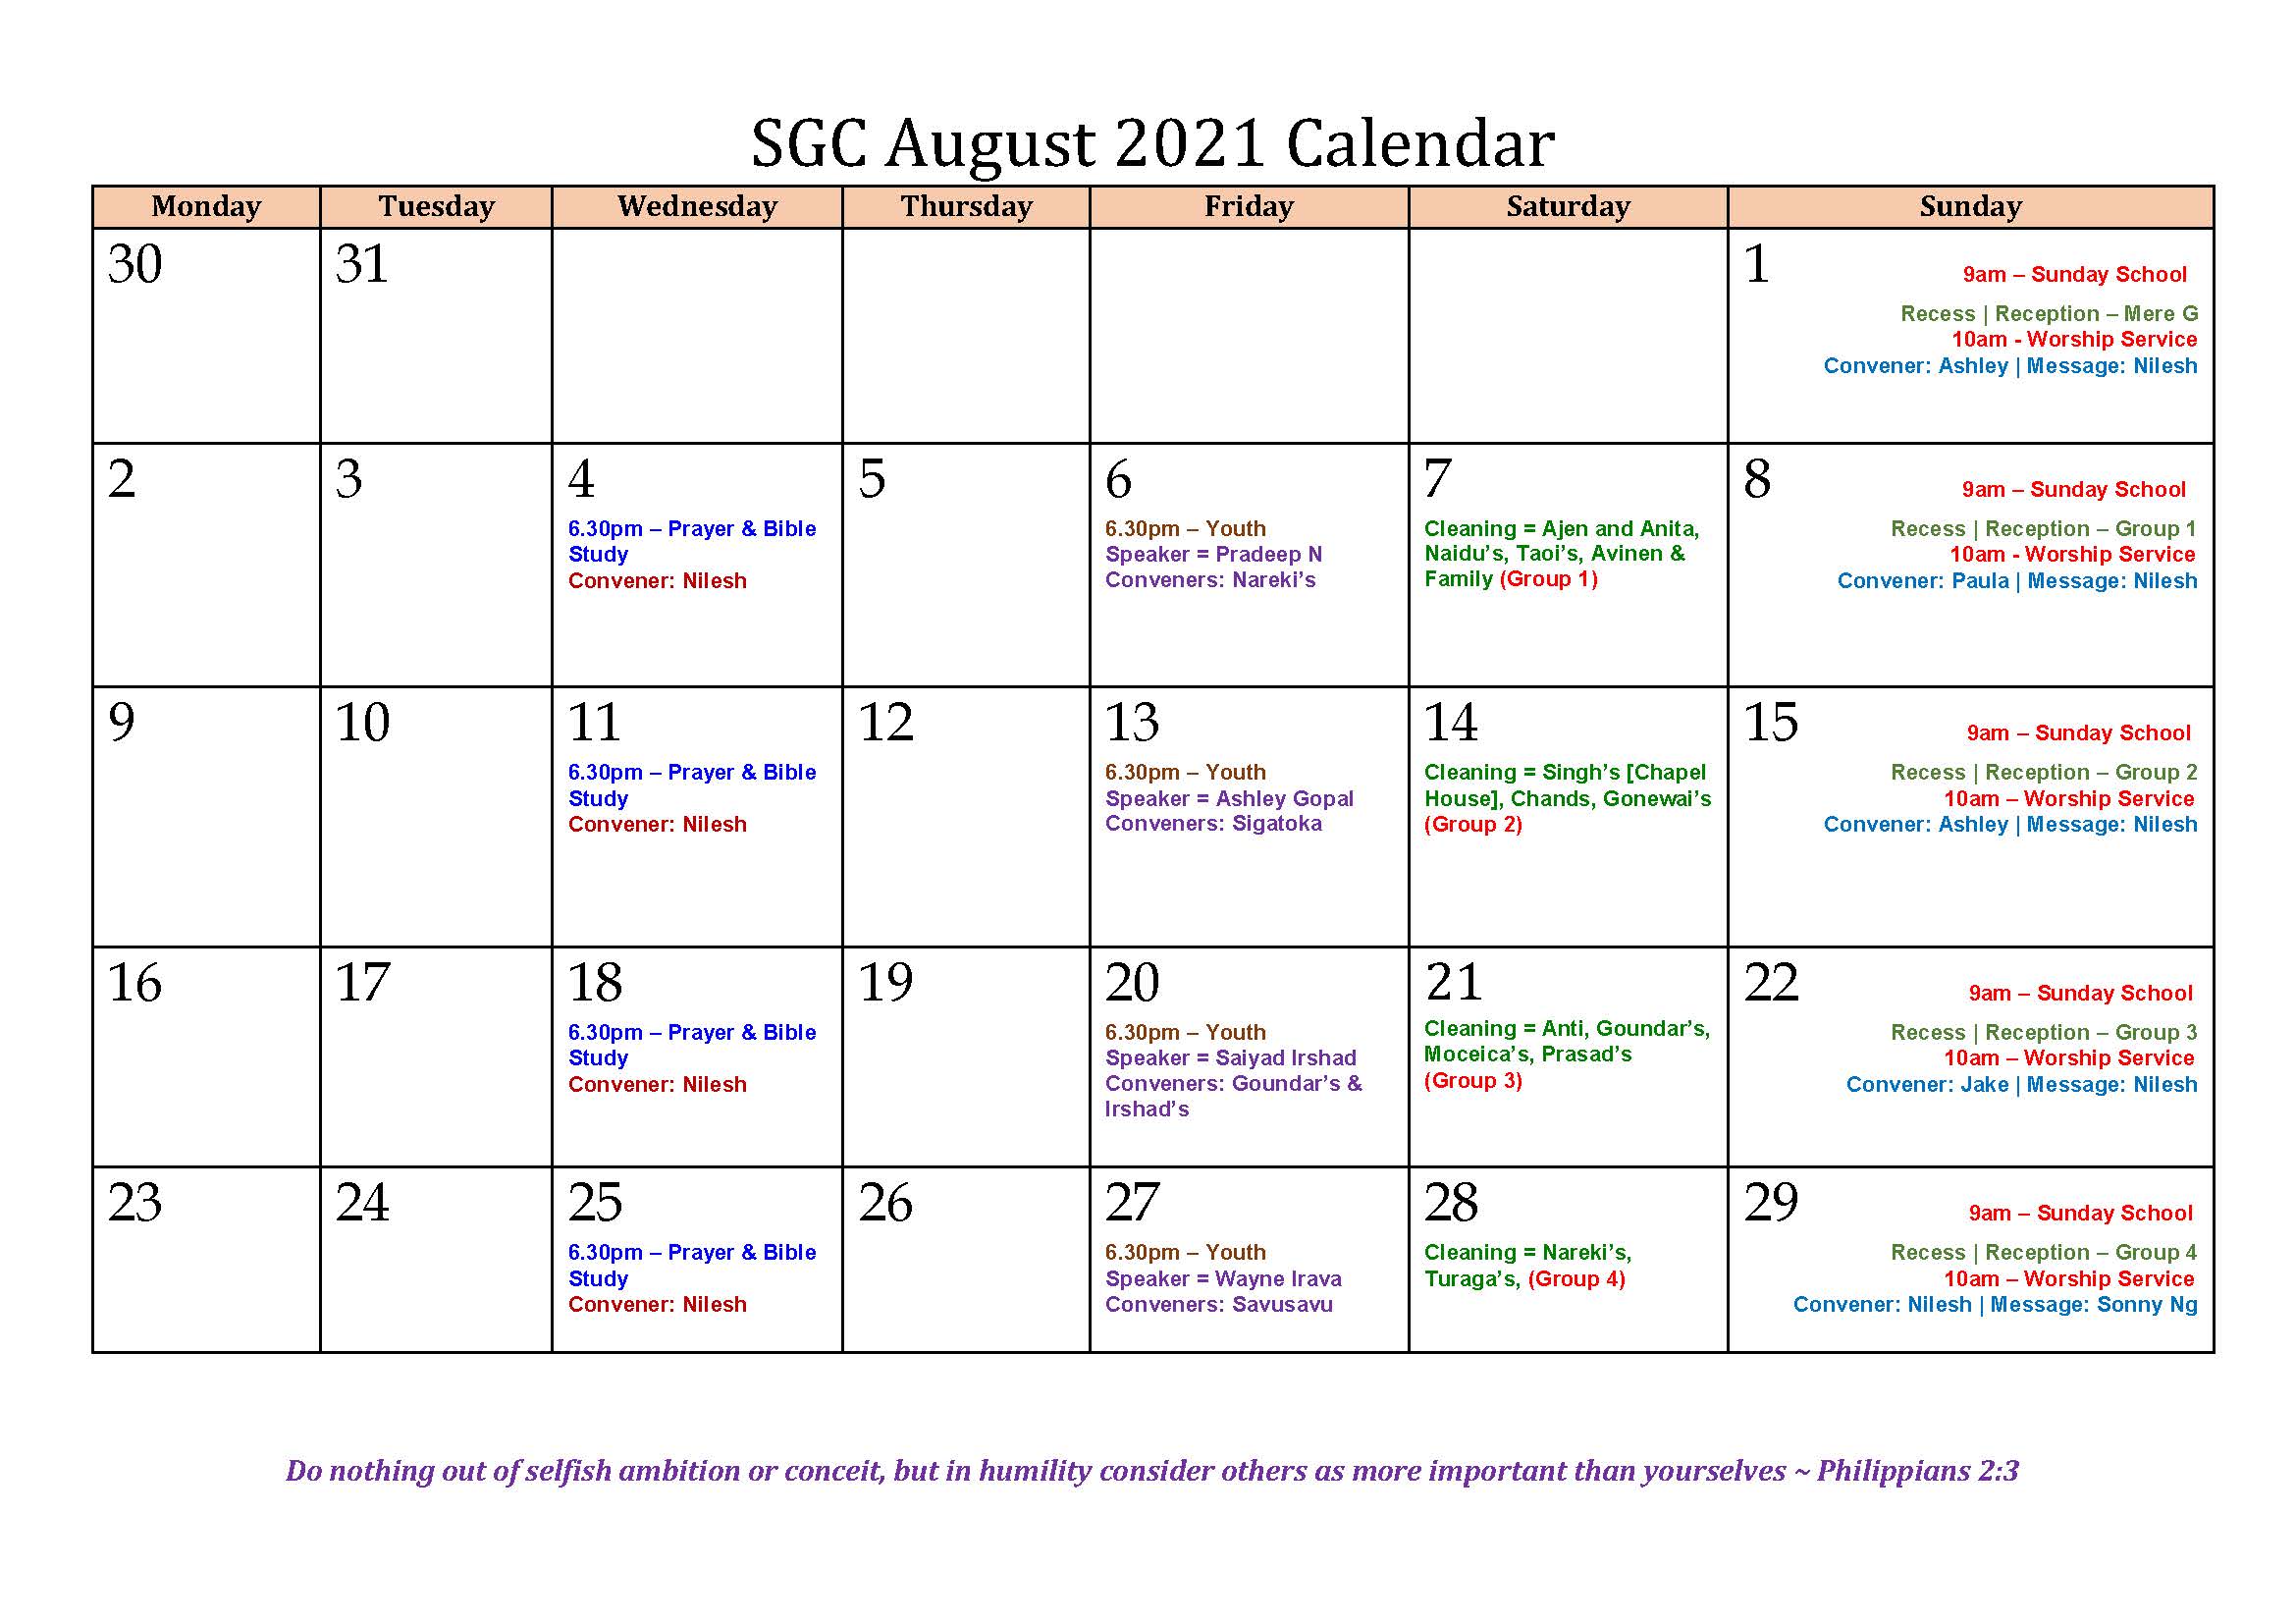 SGC August 2021 Calendar
Monday
Tuesday
Wednesday
Thursday
Friday
Saturday
Sunday
30
31
1
9am – Sunday School
Recess | Reception – Mere G
10am - Worship Service
Convener: Ashley | Message: Nilesh
2
3
4
6.30pm – Prayer & Bible
Study
Convener: Nilesh
5
6
6.30pm – Youth
Speaker = Pradeep N
Conveners: Nareki’s
7
Cleaning = Ajen and Anita,
Naidu’s, Taoi’s, Avinen &
Family (Group 1)
8
9am – Sunday School
Recess | Reception – Group 1
10am - Worship Service
Convener: Paula | Message: Nilesh
9
10
11
6.30pm – Prayer & Bible
Study
Convener: Nilesh
12
13
6.30pm – Youth
Speaker = Ashley Gopal
Conveners: Sigatoka
14
Cleaning = Singh’s [Chapel
House], Chands, Gonewai’s
(Group 2)
15
9am – Sunday School
Recess | Reception – Group 2
10am – Worship Service
Convener: Ashley | Message: Nilesh
16
17
18
6.30pm – Prayer & Bible
Study
Convener: Nilesh
19
20
6.30pm – Youth
Speaker = Saiyad Irshad
Conveners: Goundar’s &
Irshad’s
21
Cleaning = Anti, Goundar’s,
Moceica’s, Prasad’s
(Group 3)
22
9am – Sunday School
Recess | Reception – Group 3
10am – Worship Service
Convener: Jake | Message: Nilesh
23
24
25
6.30pm – Prayer & Bible
Study
Convener: Nilesh
26
27
6.30pm – Youth
Speaker = Wayne Irava
Conveners: Savusavu
28
Cleaning = Nareki’s,
Turaga’s, (Group 4)
29
9am – Sunday School
Recess | Reception – Group 4
10am – Worship Service
Convener: Nilesh | Message: Sonny Ng
Do nothing out of selfish ambition or conceit, but in humility consider others as more important than yourselves ~ Philippians 2:3